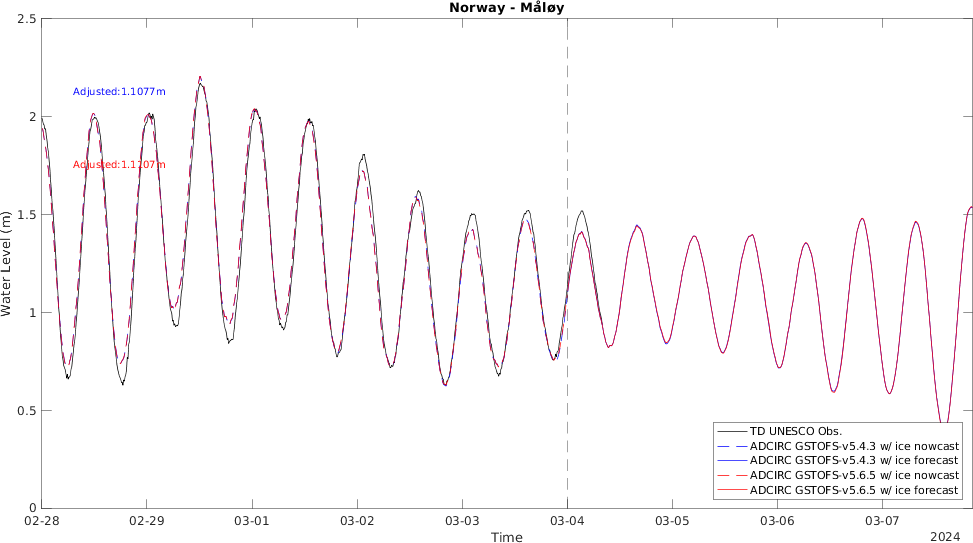 Norway - Måløy
2.5
2
1.5
1
0.5
0
Water Level (m)
Adjusted:1.1077m
Adjusted:1.1107m
TD UNESCO Obs.
ADCIRC GSTOFS-v5.4.3 w/ ice nowcast
ADCIRC GSTOFS-v5.4.3 w/ ice forecast
ADCIRC GSTOFS-v5.6.5 w/ ice nowcast
ADCIRC GSTOFS-v5.6.5 w/ ice forecast
02-28 02-29 03-01 03-02 03-03 03-04 03-05 03-06 03-07
Time
2024